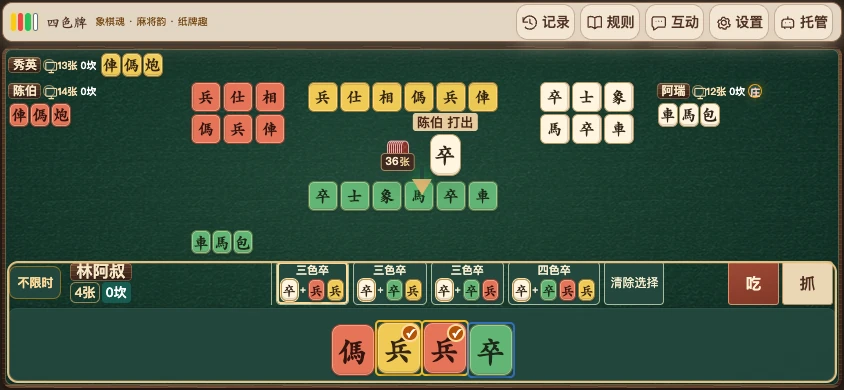 四色牌 象棋魂 · 麻将韵 · 纸牌趣 记录 规则 互动 设置 托管
秀英 13张 0坎 俥傌炮
陈伯 14张 0坎
俥傌炮
兵仕相
傌兵俥
兵仕相傌兵俥
陈伯 打出
36张 卒
卒士象馬卒車
卒士象
馬卒車
阿瑞 12张 0坎 庄
車馬包
車馬包
不限时 林阿叔
4张 0坎
三色卒 三色卒 三色卒 四色卒
卒+兵兵 卒+卒兵 卒+卒兵 卒+卒兵兵
清除选择
吃 抓
傌 兵 兵 卒